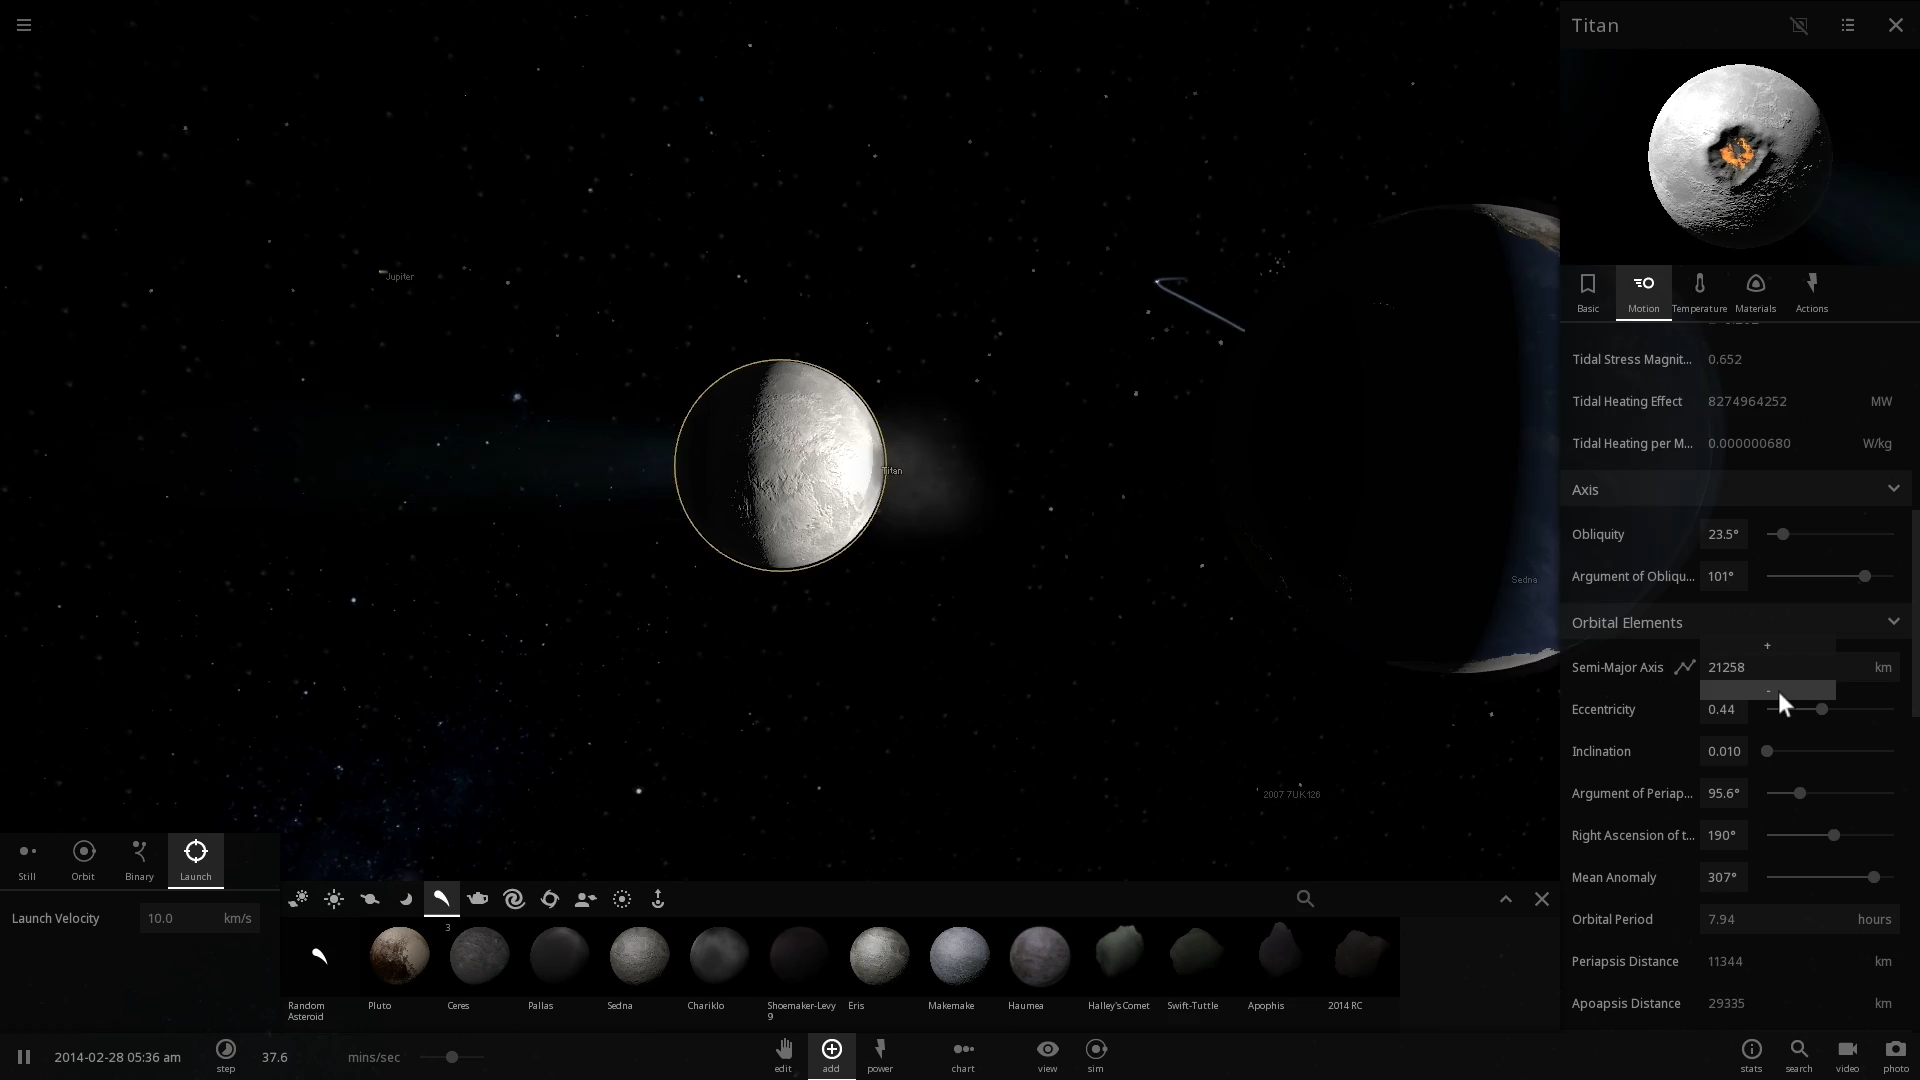 Titan
Jupiter
Titan
Sedna
2007 7UK126
Basic
Motion
Temperature
Materials
Actions
Tidal Stress Magnit... 0.652
Tidal Heating Effect 8274964252 MW
Tidal Heating per M... 0.000000680 W/kg
Axis
Obliquity 23.5°
Argument of Obliqu... 101°
Orbital Elements
+
Semi-Major Axis 21258 km
-
Eccentricity 0.44
Inclination 0.010
Argument of Periap... 95.6°
Right Ascension of t... 190°
Mean Anomaly 307°
Orbital Period 7.94 hours
Periapsis Distance 11344 km
Apoapsis Distance 29335 km
Still
Orbit
Binary
Launch
Launch Velocity 10.0 km/s
3
Random
Asteroid
Pluto
Ceres
Pallas
Sedna
Chariklo
Shoemaker-Levy
9
Eris
Makemake
Haumea
Halley's Comet
Swift-Tuttle
Apophis
2014 RC
2014-02-28 05:36 am
step
37.6 mins/sec
edit
add
power
chart
view
sim
stats
search
video
photo